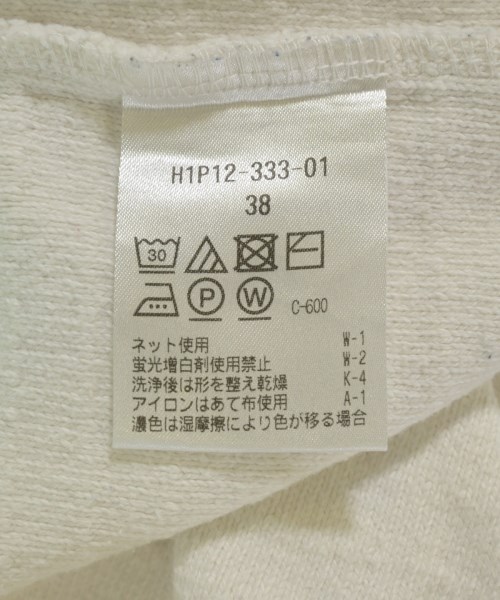 H1P12-333-01
38
30
P W C-600
ネット使用 W-1
蛍光増白剤使用禁止 W-2
洗浄後は形を整え乾燥 K-4
アイロンはあて布使用 A-1
濃色は湿摩擦により色が移る場合